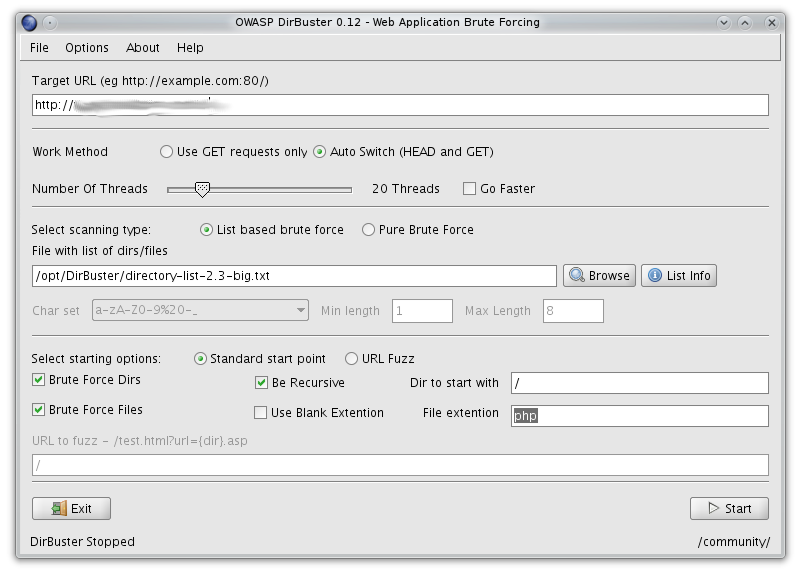 OWASP DirBuster 0.12 - Web Application Brute Forcing
File Options About Help
Target URL (eg http://example.com:80/)
http://
Work Method Use GET requests only Auto Switch (HEAD and GET)
Number Of Threads 20 Threads Go Faster
Select scanning type: List based brute force Pure Brute Force
File with list of dirs/files
/opt/DirBuster/directory-list-2.3-big.txt Browse List Info
Char set a-zA-Z0-9%20-_ Min length 1 Max Length 8
Select starting options: Standard start point URL Fuzz
Brute Force Dirs Be Recursive Dir to start with /
Brute Force Files Use Blank Extention File extention php
URL to fuzz - /test.html?url={dir}.asp
/
Exit Start
DirBuster Stopped /community/